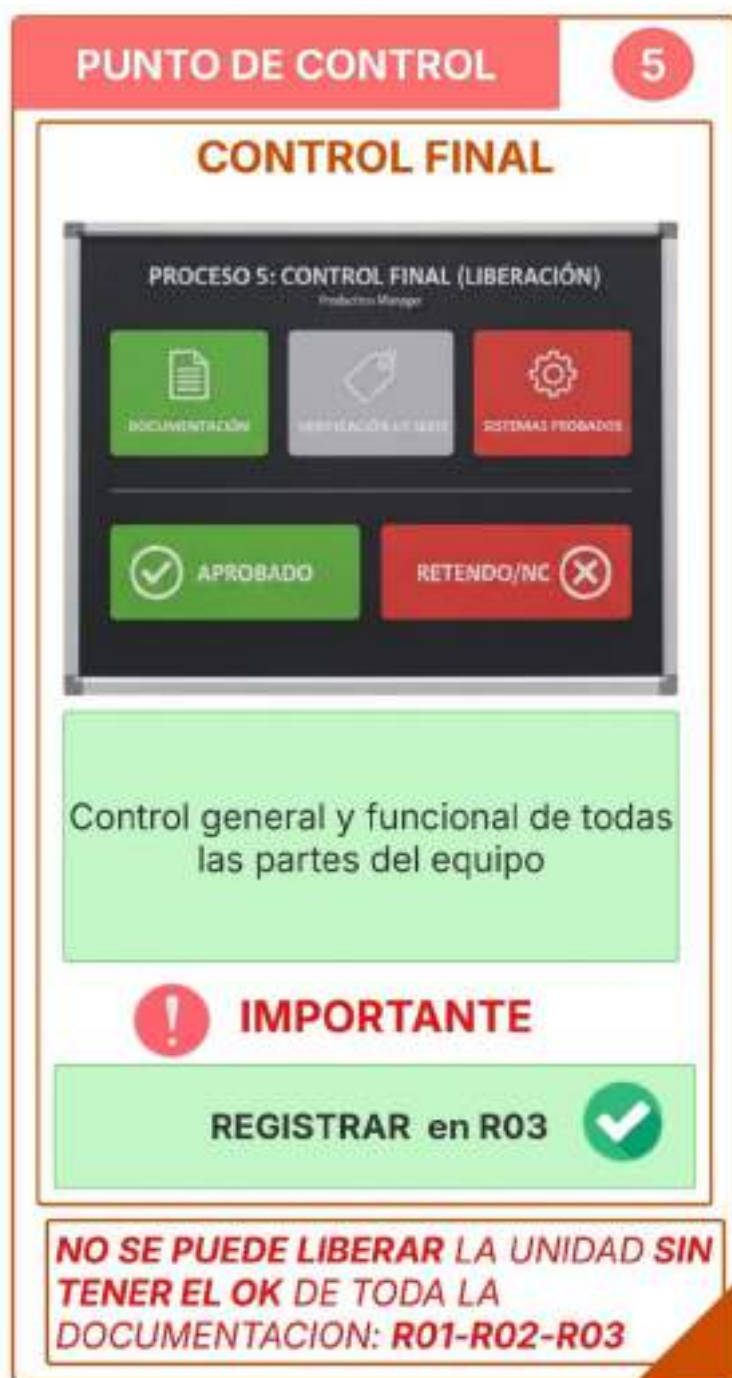 PUNTO DE CONTROL 5
CONTROL FINAL
PROCESO 5: CONTROL FINAL (LIBERACIÓN)
Production Manager
DOCUMENTACIÓN
SISTEMAS PROBADOS
APROBADO
RETENDO/NC
Control general y funcional de todas
las partes del equipo
! IMPORTANTE
REGISTRAR en R03
NO SE PUEDE LIBERAR LA UNIDAD SIN
TENER EL OK DE TODA LA
DOCUMENTACION: R01-R02-R03